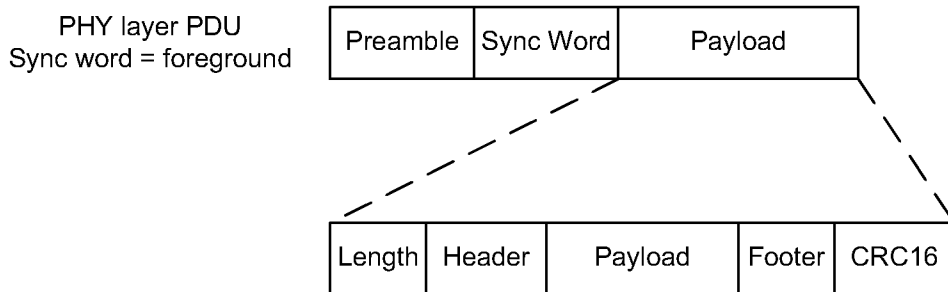 PHY layer PDU
Sync word = foreground
Preamble
Sync Word
Payload
Length
Header
Payload
Footer
CRC16